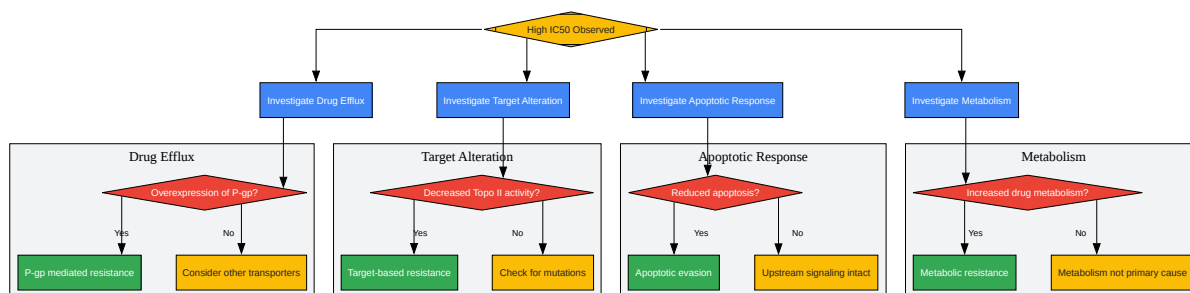 High IC50 Observed
Investigate Drug Efflux
Investigate Target Alteration
Investigate Apoptotic Response
Investigate Metabolism
Drug Efflux
Target Alteration
Apoptotic Response
Metabolism
Overexpression of P-gp?
Decreased Topo II activity?
Reduced apoptosis?
Increased drug metabolism?
Yes
No
Yes
No
Yes
No
Yes
No
P-gp mediated resistance
Consider other transporters
Target-based resistance
Check for mutations
Apoptotic evasion
Upstream signaling intact
Metabolic resistance
Metabolism not primary cause